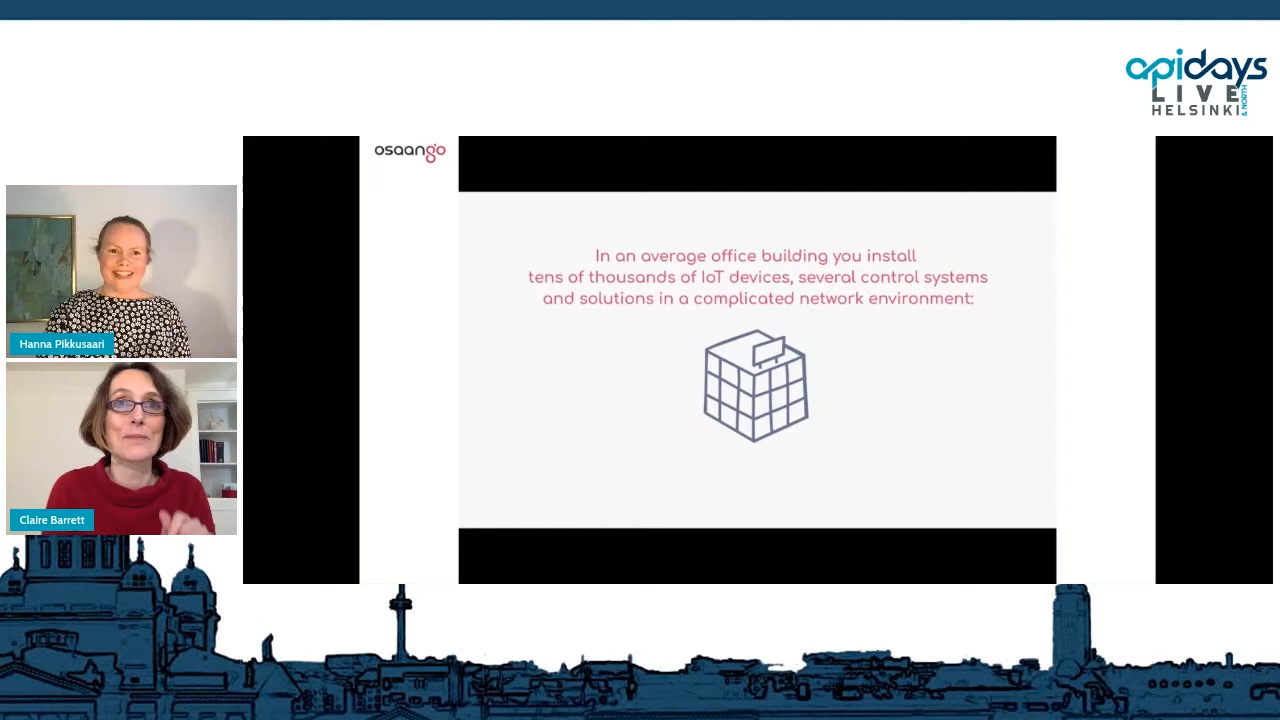 apidays
LIVE
HELSINKI
& NORTH
osaango
In an average office building you install
tens of thousands of IoT devices, several control systems
and solutions in a complicated network environment:
Hanna Pikkusaari
Claire Barrett